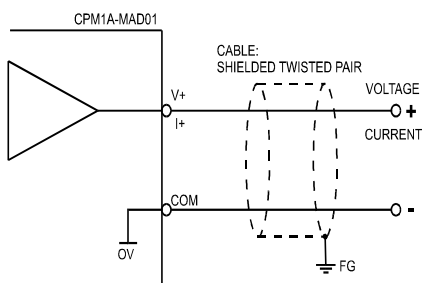 CPM1A-MAD01
CABLE:
SHIELDED TWISTED PAIR
V+
VOLTAGE
+
I+
CURRENT
COM
-
0V
FG